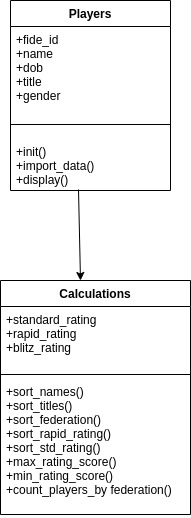 Players
+fide_id
+name
+dob
+title
+gender
+init()
+import_data()
+display()
Calculations
+standard_rating
+rapid_rating
+blitz_rating
+sort_names()
+sort_titles()
+sort_federation()
+sort_rapid_rating()
+sort_std_rating()
+max_rating_score()
+min_rating_score()
+count_players_by federation()